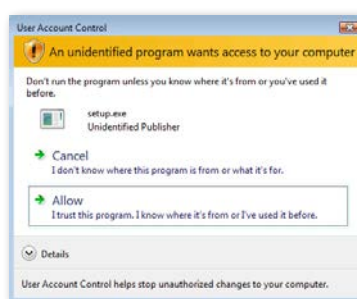 User Account Control
An unidentified program wants access to your computer
Don't run the program unless you know where it's from or you've used it
before.
setup.exe
Unidentified Publisher
Cancel
I don't know where this program is from or what it's for.
Allow
I trust this program. I know where it's from or I've used it before.
Details
User Account Control helps stop unauthorized changes to your computer.